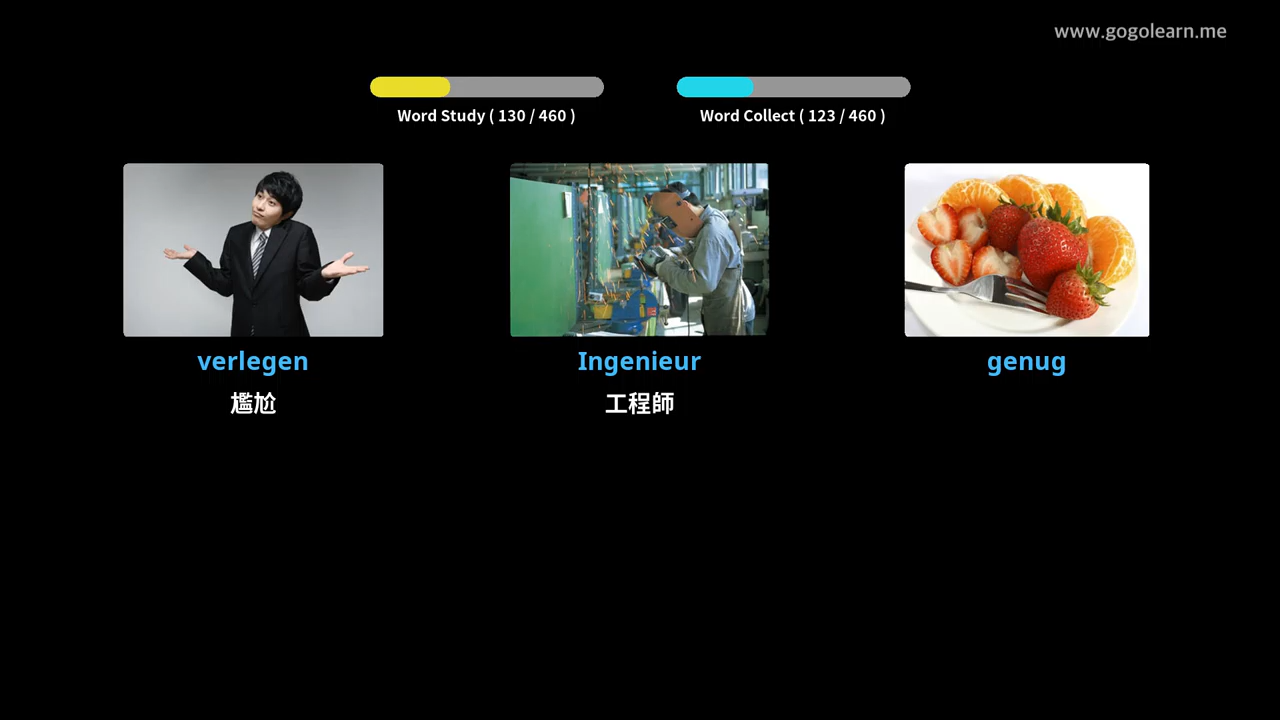 www.gogolearn.me
Word Study ( 130 / 460 )
Word Collect ( 123 / 460 )
verlegen
尷尬
Ingenieur
工程師
genug